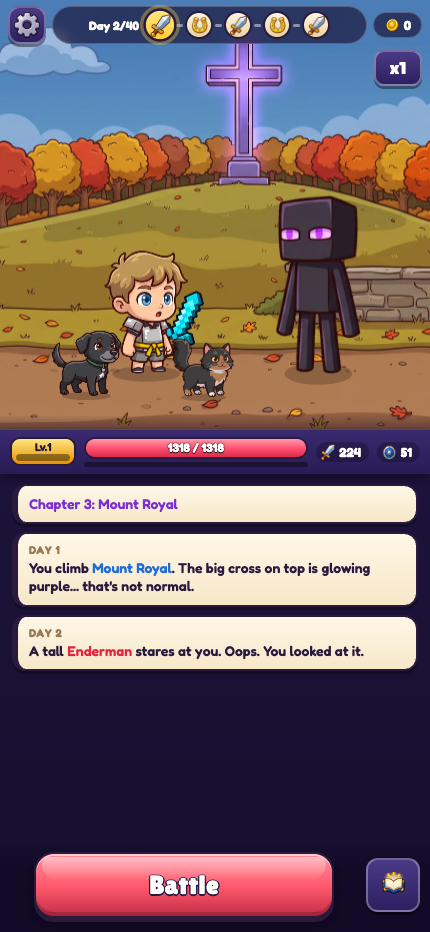 Day 2/40
0
x1
Lv.1
1318 / 1318
224
51
Chapter 3: Mount Royal
DAY 1
You climb Mount Royal. The big cross on top is glowing
purple... that's not normal.
DAY 2
A tall Enderman stares at you. Oops. You looked at it.
Battle